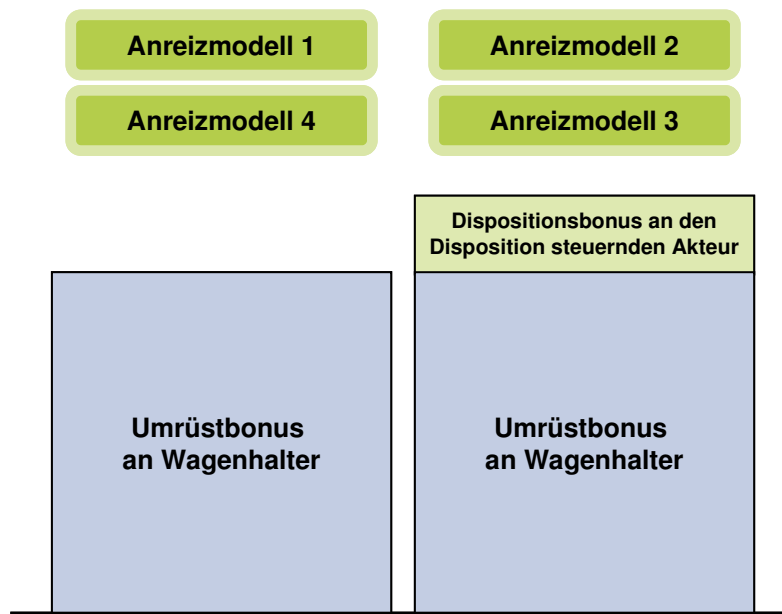 Anreizmodell 1
Anreizmodell 2
Anreizmodell 4
Anreizmodell 3
Dispositionsbonus an den
Disposition steuernden Akteur
Umrüstbonus
an Wagenhalter
Umrüstbonus
an Wagenhalter